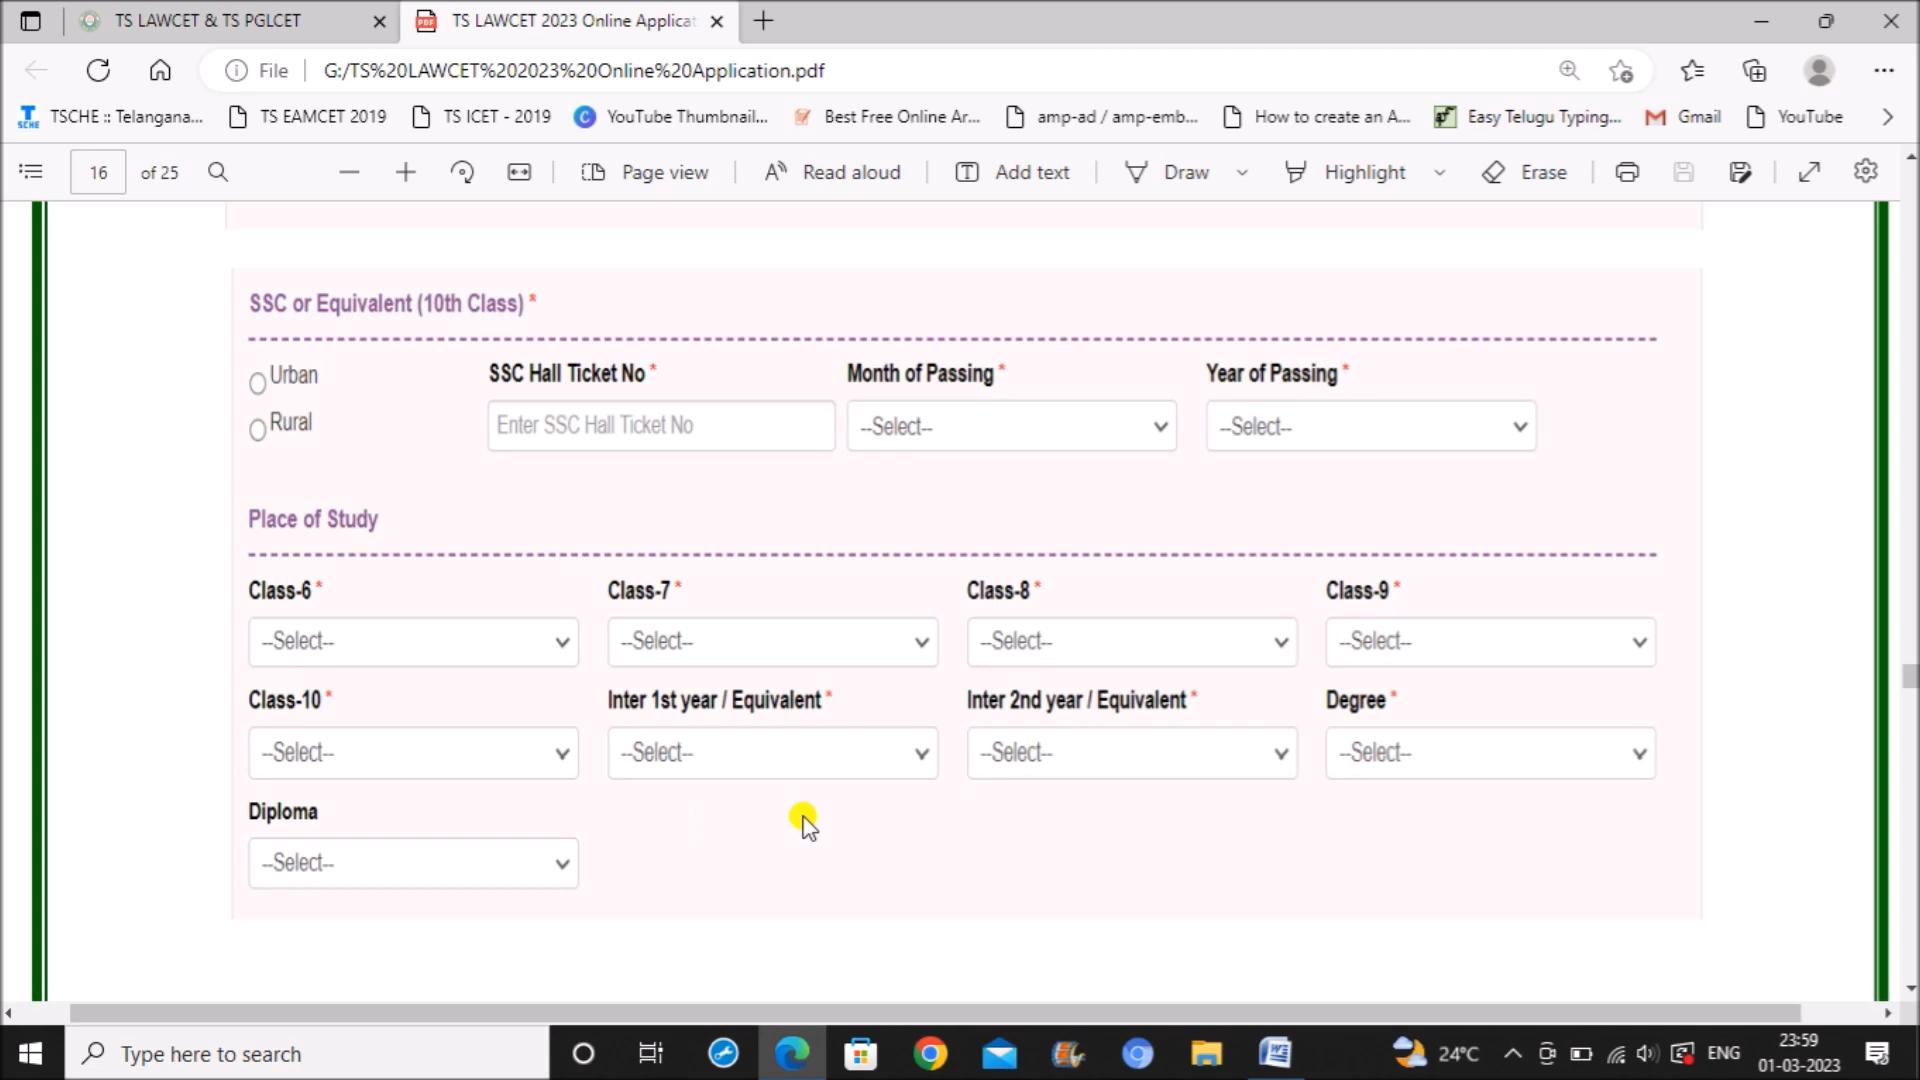 TS LAWCET & TS PGLCET
TS LAWCET 2023 Online Applicat
File G:/TS%20LAWCET%202023%20Online%20Application.pdf
TSCHE :: Telangana... TS EAMCET 2019 TS ICET - 2019 YouTube Thumbnail... Best Free Online Ar... amp-ad / amp-emb... How to create an A... Easy Telugu Typing... Gmail YouTube
16 of 25 Page view Read aloud Add text Draw Highlight Erase
SSC or Equivalent (10th Class) *
Urban SSC Hall Ticket No * Month of Passing * Year of Passing *
Rural Enter SSC Hall Ticket No --Select-- --Select--
Place of Study
Class-6 * Class-7 * Class-8 * Class-9 *
--Select-- --Select-- --Select-- --Select--
Class-10 * Inter 1st year / Equivalent * Inter 2nd year / Equivalent * Degree *
--Select-- --Select-- --Select-- --Select--
Diploma
--Select--
Type here to search 24°C ENG 23:59
01-03-2023